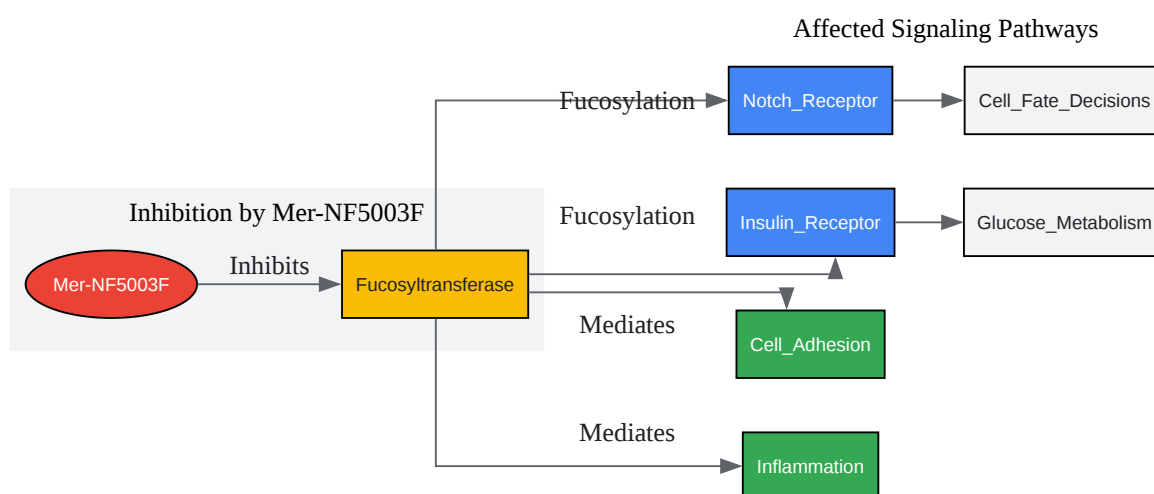 Affected Signaling Pathways
Fucosylation
Notch_Receptor
Cell_Fate_Decisions
Inhibition by Mer-NF5003F
Fucosylation
Insulin_Receptor
Glucose_Metabolism
Mer-NF5003F
Inhibits
Fucosyltransferase
Mediates
Cell_Adhesion
Mediates
Inflammation